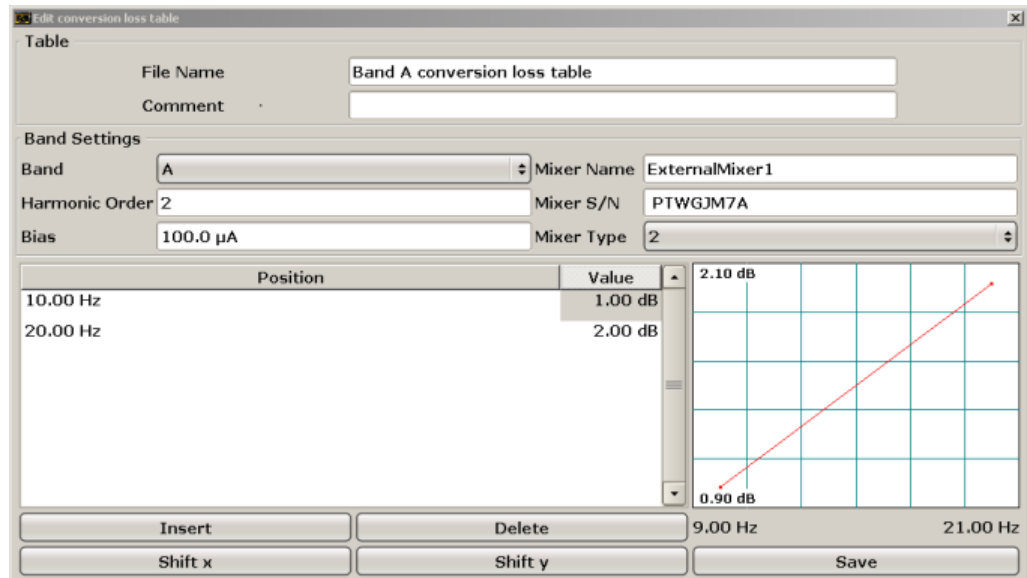 Edit conversion loss table
Table
File Name Band A conversion loss table
Comment
Band Settings
Band A Mixer Name ExternalMixer1
Harmonic Order 2 Mixer S/N PTWGJM7A
Bias 100.0 µA Mixer Type 2
Position Value 2.10 dB
10.00 Hz 1.00 dB
20.00 Hz 2.00 dB
0.90 dB
Insert Delete 9.00 Hz 21.00 Hz
Shift x Shift y Save